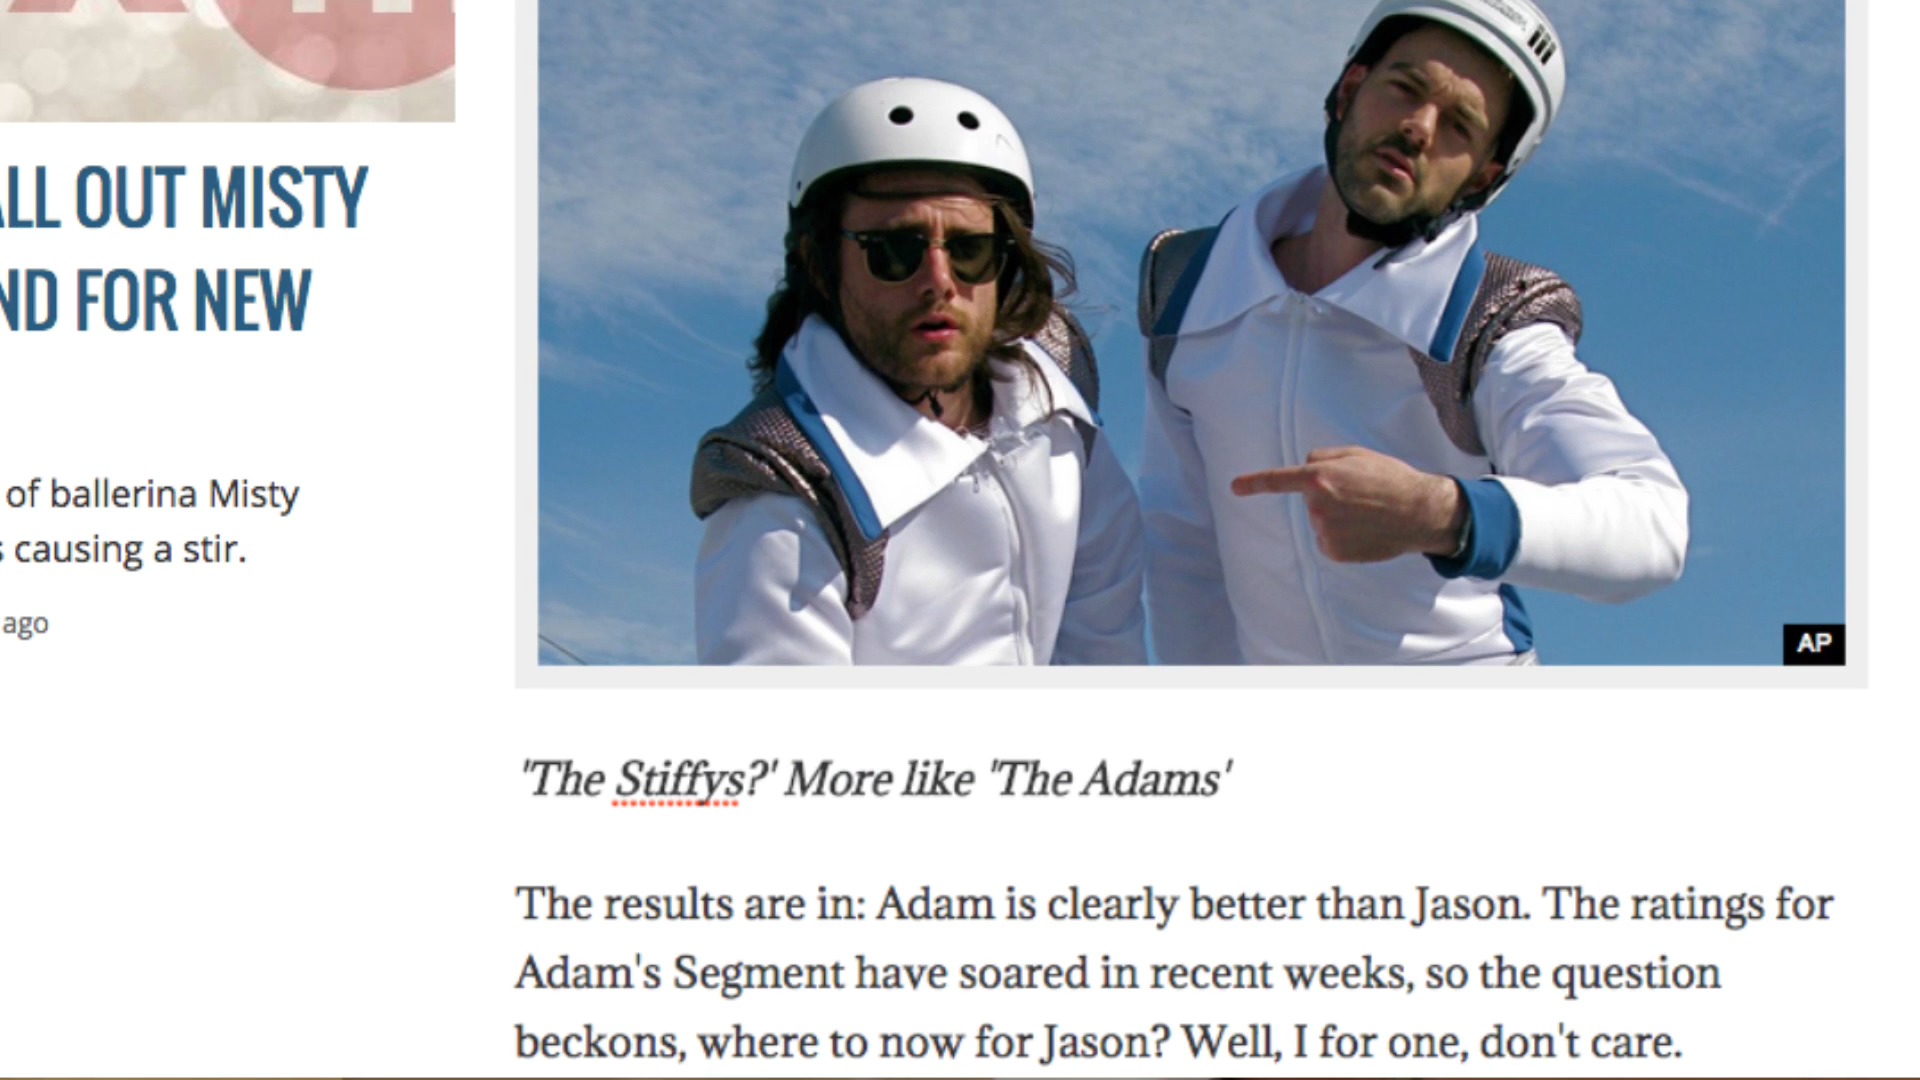 ALL OUT MISTY
ND FOR NEW
of ballerina Misty
s causing a stir.
ago
AP
'The Stiffys?' More like 'The Adams'
The results are in: Adam is clearly better than Jason. The ratings for
Adam's Segment have soared in recent weeks, so the question
beckons, where to now for Jason? Well, I for one, don't care.